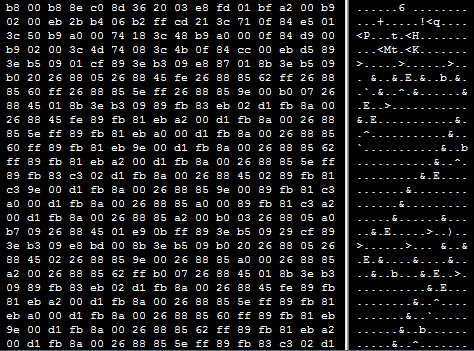 b8 00 b8 8e c0 8d 36 20 03 e8 fd 01 bf a2 00 b9 ......6 ........
02 00 eb 2b b4 06 b2 ff cd 21 3c 71 0f 84 e5 01 ...+.....!<q....
3c 50 b9 a0 00 74 18 3c 48 b9 a0 00 0f 84 d9 00 <P...t.<H.......
b9 02 00 3c 4d 74 08 3c 4b 0f 84 cc 00 eb d5 89 ...<Mt.<K.......
3e b5 09 01 cf 89 3e b3 09 e8 87 01 8b 3e b5 09 >.....>......>..
b0 20 26 88 05 26 88 45 fe 26 88 85 62 ff 26 88 . &..&.E.&..b.&.
85 60 ff 26 88 85 5e ff 26 88 85 9e 00 b0 07 26 .`.&..^.&......&
88 45 01 8b 3e b3 09 89 fb 83 eb 02 d1 fb 8a 00 .E..>...........
26 88 45 fe 89 fb 81 eb a2 00 d1 fb 8a 00 26 88 &.E...........&.
85 5e ff 89 fb 81 eb a0 00 d1 fb 8a 00 26 88 85 .^...........&..
60 ff 89 fb 81 eb 9e 00 d1 fb 8a 00 26 88 85 62 `...........&..b
ff 89 fb 81 eb a2 00 d1 fb 8a 00 26 88 85 5e ff ...........&..^.
89 fb 83 c3 02 d1 fb 8a 00 26 88 45 02 89 fb 81 .........&.E....
c3 9e 00 d1 fb 8a 00 26 88 85 9e 00 89 fb 81 c3 .......&........
a0 00 d1 fb 8a 00 26 88 85 a0 00 89 fb 81 c3 a2 ......&.........
00 d1 fb 8a 00 26 88 85 a2 00 b0 03 26 88 05 a0 .....&......&...
b7 09 26 88 45 01 e9 0b ff 89 3e b5 09 29 cf 89 ..&.E.....>..)..
3e b3 09 e8 bd 00 8b 3e b5 09 b0 20 26 88 05 26 >......>... &..&
88 45 02 26 88 85 9e 00 26 88 85 a0 00 26 88 85 .E.&....&....&..
a2 00 26 88 85 62 ff b0 07 26 88 45 01 8b 3e b3 ..&..b...&.E..>.
09 89 fb 83 eb 02 d1 fb 8a 00 26 88 45 fe 89 fb ..........&.E...
81 eb a2 00 d1 fb 8a 00 26 88 85 5e ff 89 fb 81 ........&..^....
eb a0 00 d1 fb 8a 00 26 88 85 60 ff 89 fb 81 eb .......&..`.....
9e 00 d1 fb 8a 00 26 88 85 62 ff 89 fb 81 eb a2 ......&..b......
00 d1 fb 8a 00 26 88 85 5e ff 89 fb 83 c3 02 d1 .....&..^.......